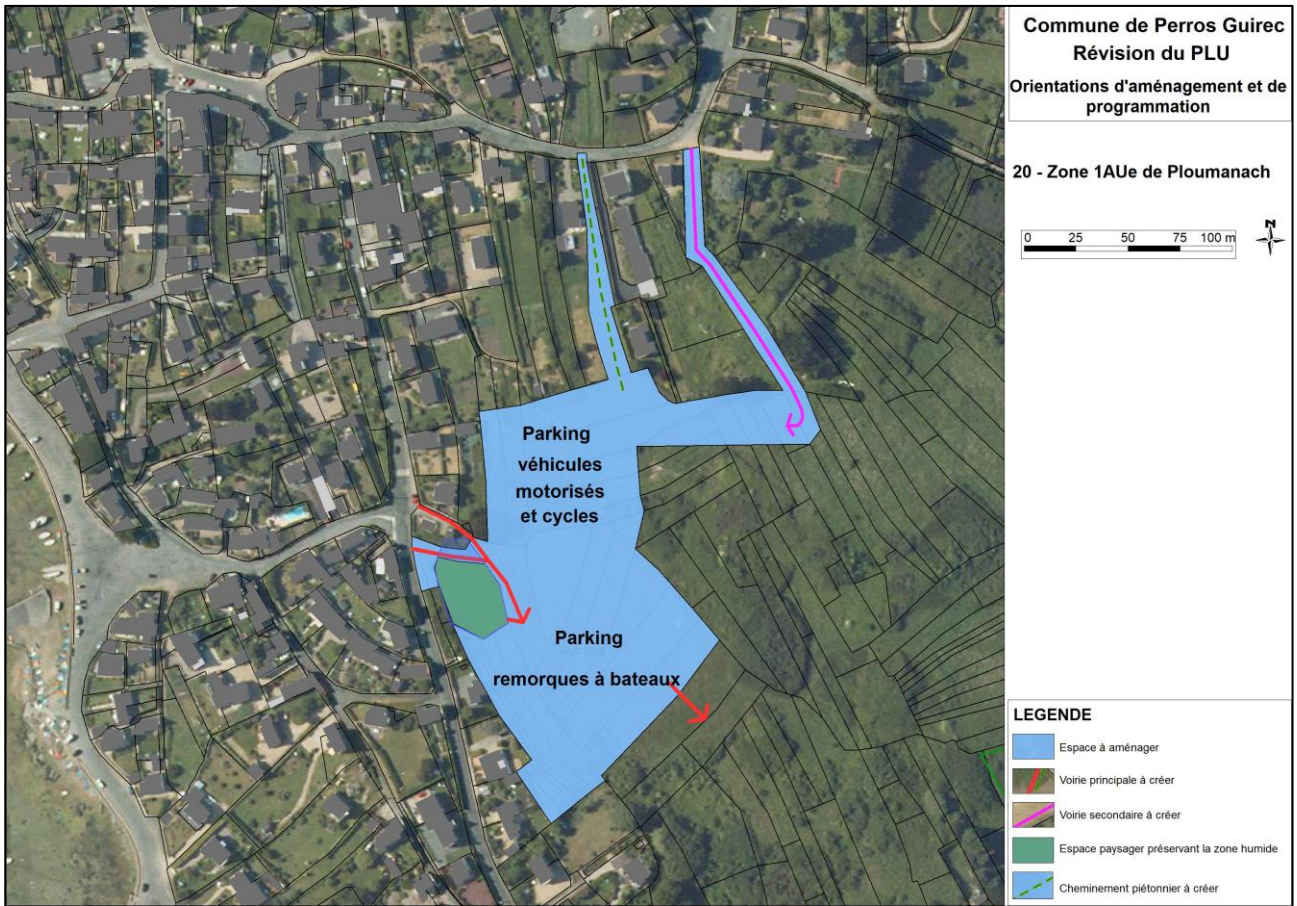 Commune de Perros Guirec
Révision du PLU
Orientations d'aménagement et de
programmation
20 - Zone 1AUe de Ploumanach
0 25 50 75 100 m
N
Parking
véhicules
motorisés
et cycles
Parking
remorques à bateaux
LEGENDE
Espace à aménager
Voirie principale à créer
Voirie secondaire à créer
Espace paysager préservant la zone humide
Cheminement piétonnier à créer